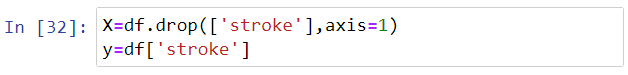 In [32]: X=df.drop(['stroke'],axis=1)
y=df['stroke']